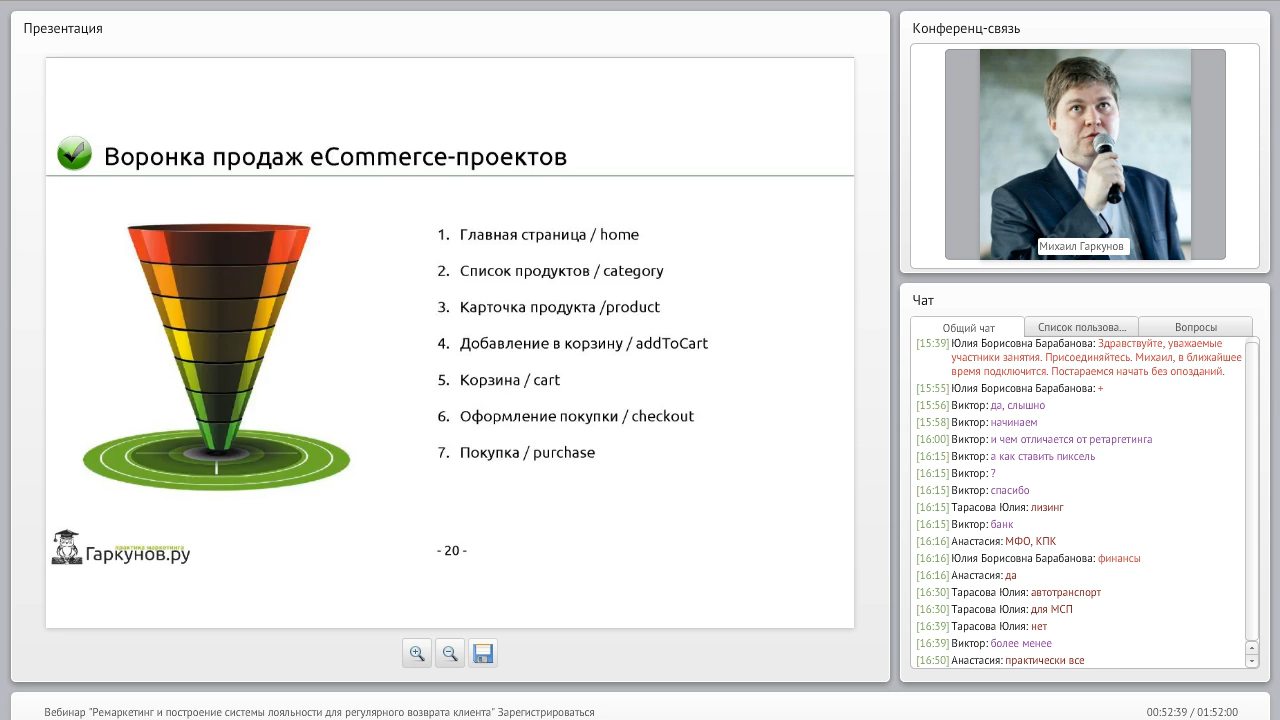 Презентация
Воронка продаж eCommerce-проектов
1. Главная страница / home
2. Список продуктов / category
3. Карточка продукта /product
4. Добавление в корзину / addToCart
5. Корзина / cart
6. Оформление покупки / checkout
7. Покупка / purchase
практика маркетинга
Гаркунов.ру
- 20 -
Конференц-связь
Михаил Гаркунов
Чат
Общий чат
Список пользова...
Вопросы
[15:39] Юлия Борисовна Барабанова: Здравствуйте, уважаемые
участники занятия. Присоединяйтесь. Михаил, в ближайшее
время подключится. Постараемся начать без опозданий.
[15:55] Юлия Борисовна Барабанова: +
[15:56] Виктор: да, слышно
[15:58] Виктор: начинаем
[16:00] Виктор: и чем отличается от ретаргетинга
[16:15] Виктор: а как ставить пиксель
[16:15] Виктор: ?
[16:15] Виктор: спасибо
[16:15] Тарасова Юлия: лизинг
[16:15] Виктор: банк
[16:16] Анастасия: МФО, КПК
[16:16] Юлия Борисовна Барабанова: финансы
[16:16] Анастасия: да
[16:30] Тарасова Юлия: автотранспорт
[16:30] Тарасова Юлия: для МСП
[16:39] Тарасова Юлия: нет
[16:39] Виктор: более менее
[16:50] Анастасия: практически все
Вебинар "Ремаркетинг и построение системы лояльности для регулярного возврата клиента" Зарегистрироваться
00:52:39 / 01:52:00